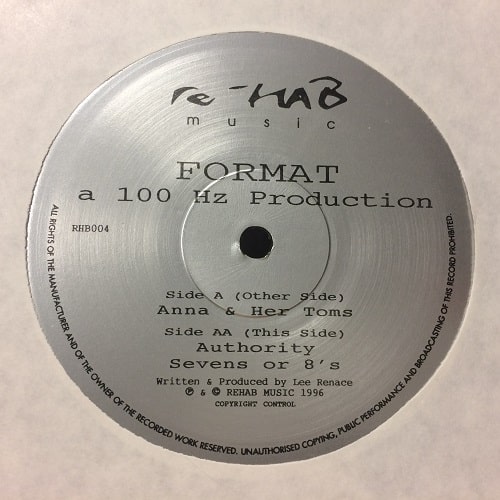 re-HAB
music
FORMAT
a 100 Hz Production
RHB004
Side A (Other Side)
Anna & Her Toms
Side AA (This Side)
Authority
Sevens or 8's
Written & Produced by Lee Renace
℗ & © REHAB MUSIC 1996
COPYRIGHT CONTROL
ALL RIGHTS OF THE MANUFACTURER AND OF THE OWNER OF THE RECORDED WORK RESERVED. UNAUTHORISED COPYING, PUBLIC PERFORMANCE AND BROADCASTING OF THIS RECORD PROHIBITED.